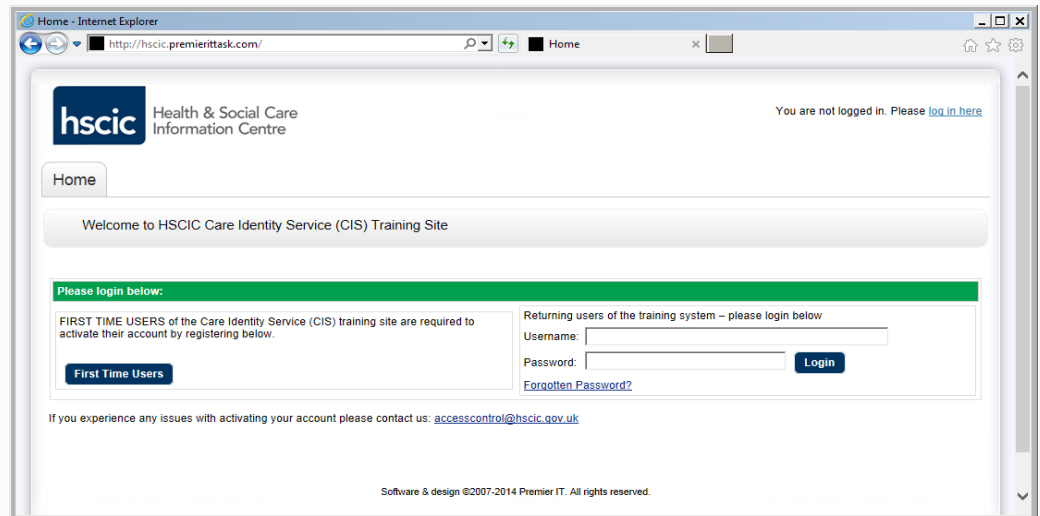 Home - Internet Explorer
http://hscic.premierittask.com/
Home
hscic Health & Social Care
Information Centre
You are not logged in. Please log in here
Home
Welcome to HSCIC Care Identity Service (CIS) Training Site
Please login below:
FIRST TIME USERS of the Care Identity Service (CIS) training site are required to
activate their account by registering below.
First Time Users
Returning users of the training system – please login below
Username:
Password:
Login
Forgotten Password?
If you experience any issues with activating your account please contact us: accesscontrol@hscic.gov.uk
Software & design ©2007-2014 Premier IT. All rights reserved.